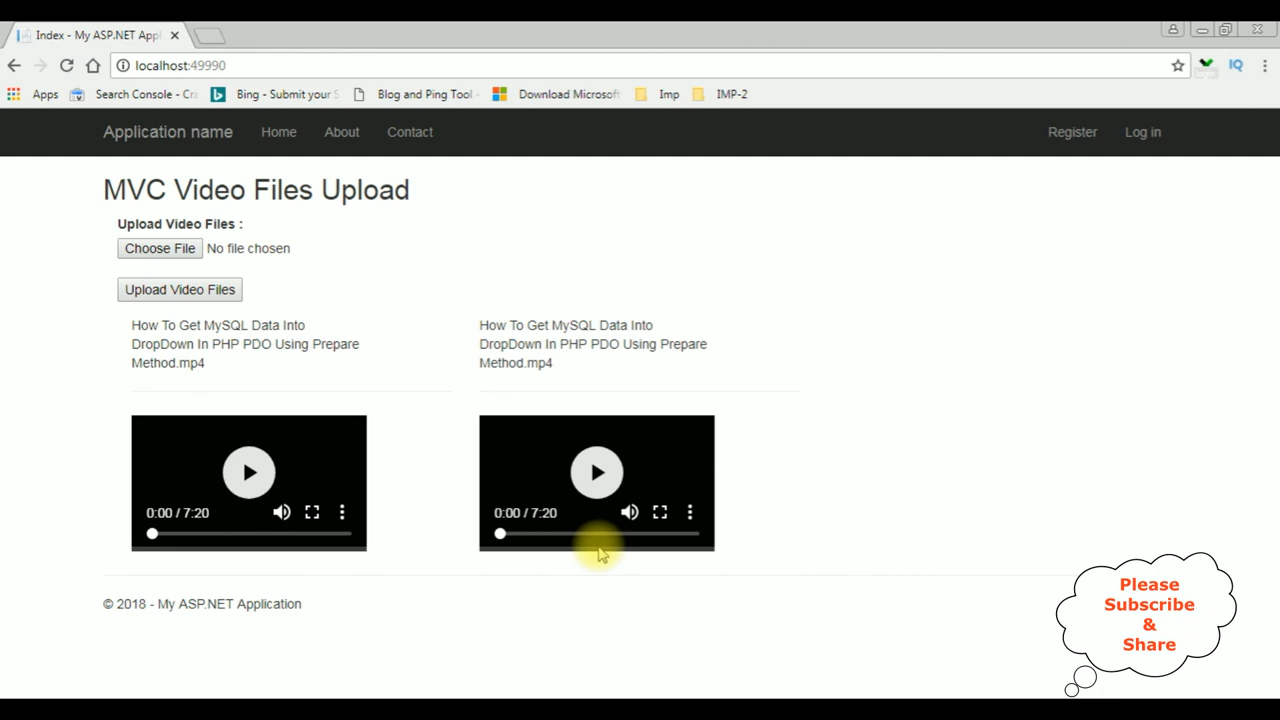 Index - My ASP.NET Appl
localhost:49990
Apps Search Console - Cra Bing - Submit your S Blog and Ping Tool - Download Microsoft Imp IMP-2
Application name Home About Contact Register Log in
MVC Video Files Upload
Upload Video Files :
Choose File No file chosen
Upload Video Files
How To Get MySQL Data Into
DropDown In PHP PDO Using Prepare
Method.mp4
How To Get MySQL Data Into
DropDown In PHP PDO Using Prepare
Method.mp4
0:00 / 7:20
0:00 / 7:20
© 2018 - My ASP.NET Application
Please
Subscribe
&
Share